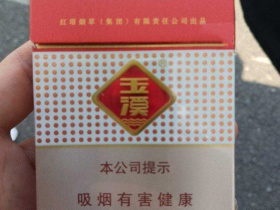 红塔烟草（集团）有限责任公司出品
玉溪
本公司提示
吸烟有害健康